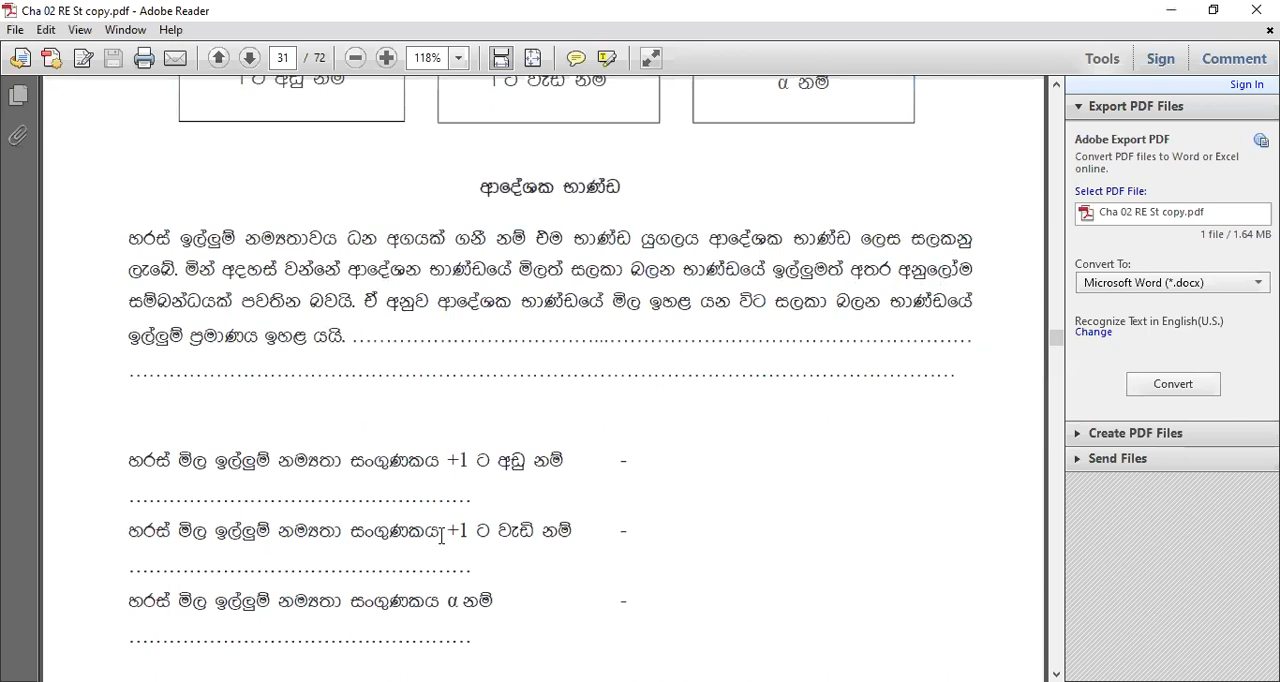 Cha 02 RE St copy.pdf - Adobe Reader
File Edit View Window Help
31 / 72 118% Tools Sign Comment
Sign In
1 ට අඩු නම් 1 ට වැඩි නම් α නම්
ආදේශක භාණ්ඩ
හරස් ඉල්ලුම් නම්‍යතාවය ධන අගයක් ගනී නම් එම භාණ්ඩ යුගලය ආදේශක භාණ්ඩ ලෙස සලකනු
ලැබේ. මින් අදහස් වන්නේ ආදේශන භාණ්ඩයේ මිලත් සලකා බලන භාණ්ඩයේ ඉල්ලුමත් අතර අනුලෝම
සම්බන්ධයක් පවතින බවයි. ඒ අනුව ආදේශක භාණ්ඩයේ මිල ඉහළ යන විට සලකා බලන භාණ්ඩයේ
ඉල්ලුම් ප්‍රමාණය ඉහළ යයි. ……………………………………………………………………………
…………………………………………………………………………………………………
හරස් මිල ඉල්ලුම් නම්‍යතා සංගුණකය +1 ට අඩු නම් -
……………………………………………
හරස් මිල ඉල්ලුම් නම්‍යතා සංගුණකය +1 ට වැඩි නම් -
……………………………………………
හරස් මිල ඉල්ලුම් නම්‍යතා සංගුණකය α නම් -
……………………………………………
Export PDF Files
Adobe Export PDF
Convert PDF files to Word or Excel
online.
Select PDF File:
Cha 02 RE St copy.pdf
1 file / 1.64 MB
Convert To:
Microsoft Word (*.docx)
Recognize Text in English(U.S.)
Change
Convert
Create PDF Files
Send Files